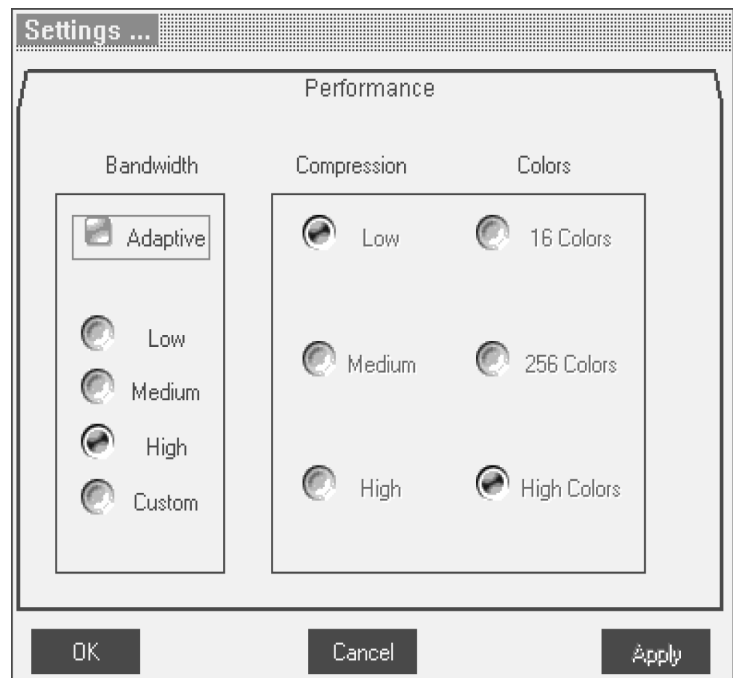 Settings ...
Performance
Bandwidth
Compression
Colors
Adaptive
Low
Medium
High
Custom
Low
16 Colors
Medium
256 Colors
High
High Colors
OK
Cancel
Apply